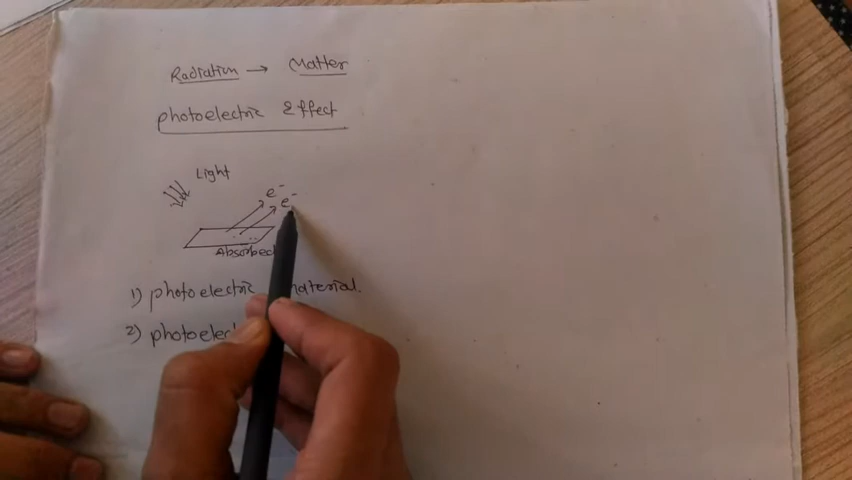 Radiation → Matter
photoelectric Effect
Light
e⁻
e⁻
Absorbed
1) photoelectric material.
2) photoelec